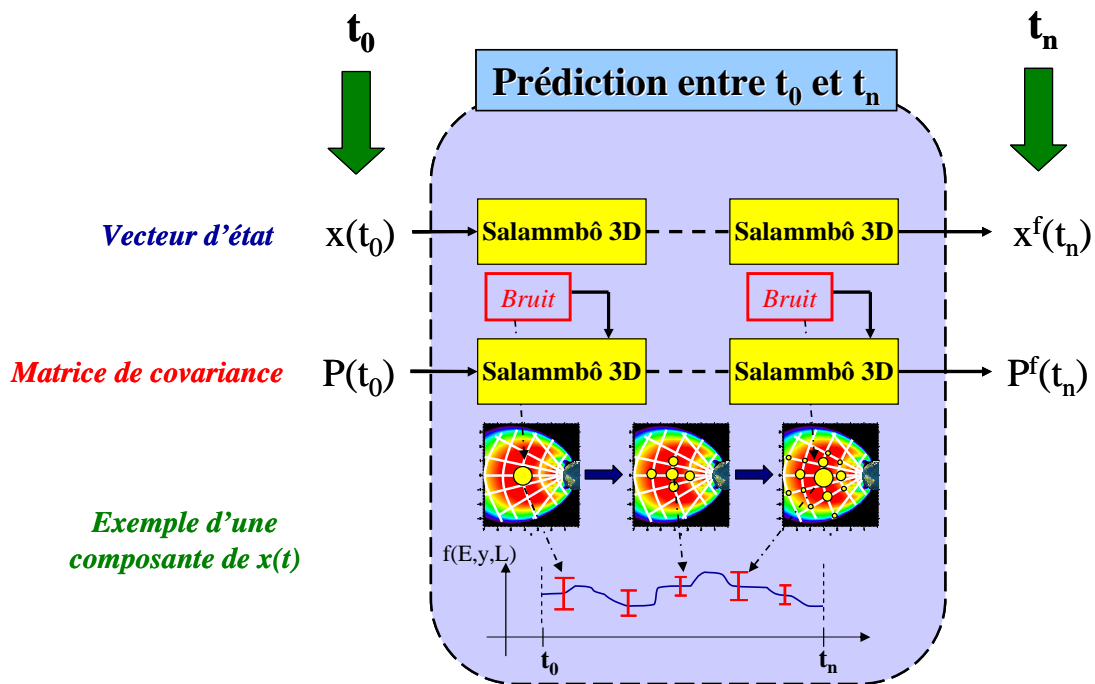 t₀
tₙ
Prédiction entre t₀ et tₙ
Vecteur d'état
x(t₀)
Salammbô 3D
Salammbô 3D
xᶠ(tₙ)
Bruit
Bruit
Matrice de covariance
P(t₀)
Salammbô 3D
Salammbô 3D
Pᶠ(tₙ)
Exemple d'une
composante de x(t)
f(E,y,L)
t₀
tₙ